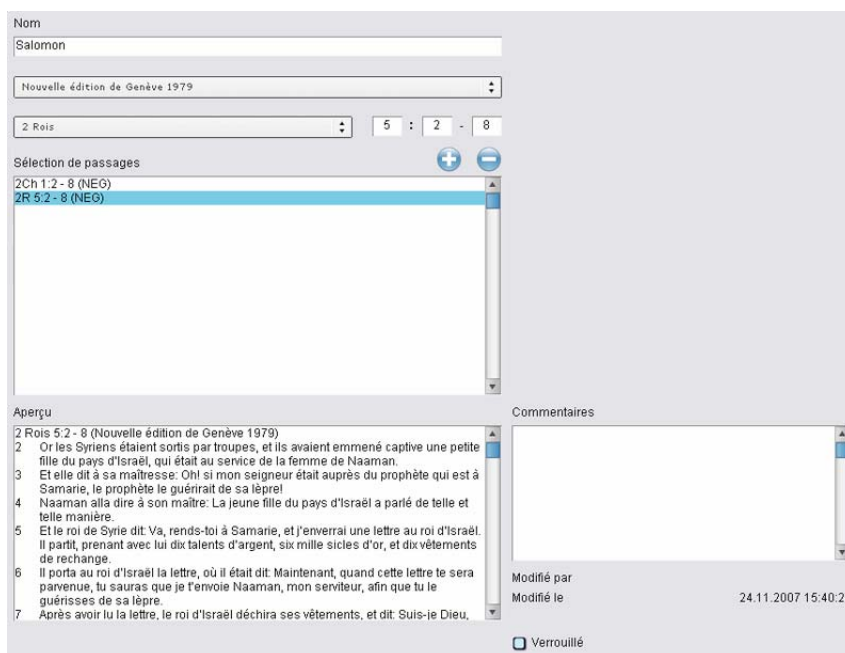 Nom
Salomon
Nouvelle édition de Genève 1979
2 Rois 5 : 2 - 8
Sélection de passages
2Ch 1:2 - 8 (NEG)
2R 5:2 - 8 (NEG)
Aperçu
2 Rois 5:2 - 8 (Nouvelle édition de Genève 1979)
2 Or les Syriens étaient sortis par troupes, et ils avaient emmené captive une petite
fille du pays d'Israël, qui était au service de la femme de Naaman.
3 Et elle dit à sa maîtresse: Oh! si mon seigneur était auprès du prophète qui est à
Samarie, le prophète le guérirait de sa lèpre!
4 Naaman alla dire à son maître: La jeune fille du pays d'Israël a parlé de telle et
telle manière.
5 Et le roi de Syrie dit: Va, rends-toi à Samarie, et j'enverrai une lettre au roi d'Israël.
Il partit, prenant avec lui dix talents d'argent, six mille sicles d'or, et dix vêtements
de rechange.
6 Il porta au roi d'Israël la lettre, où il était dit: Maintenant, quand cette lettre te sera
parvenue, tu sauras que je t'envoie Naaman, mon serviteur, afin que tu le
guérisses de sa lèpre.
7 Après avoir lu la lettre, le roi d'Israël déchira ses vêtements, et dit: Suis-je Dieu,
Commentaires
Modifié par
Modifié le 24.11.2007 15:40:2
Verrouillé